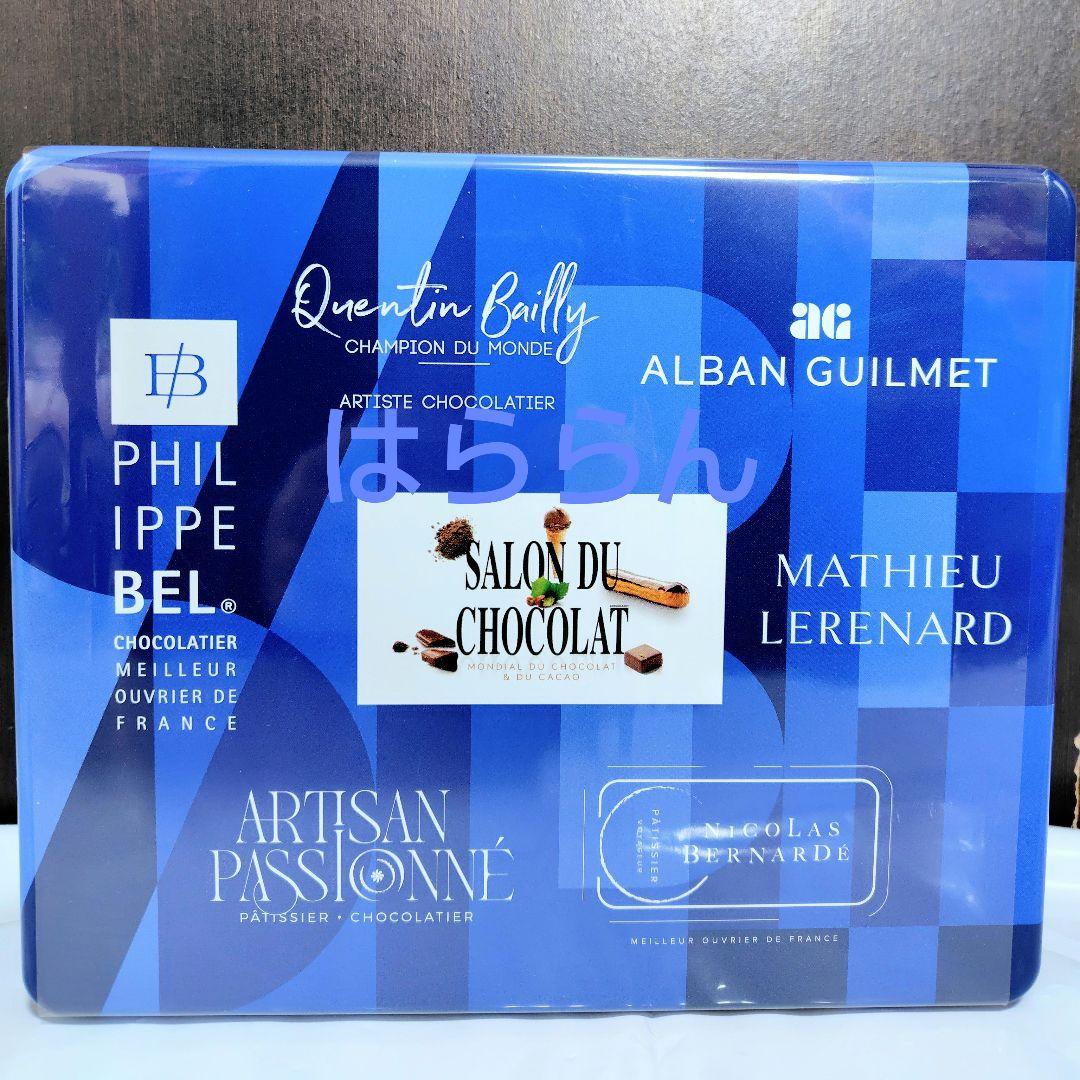 Quentin Bailly
CHAMPION DU MONDE
ARTISTE CHOCOLATIER
aG
ALBAN GUILMET
B
PHIL
IPPE
BEL®
CHOCOLATIER
MEILLEUR
OUVRIER DE
FRANCE
はららん
SALON DU
CHOCOLAT
MONDIAL DU CHOCOLAT
& DU CACAO
MATHIEU
LERENARD
ARTISAN
PASSIONNÉ
PÂTISSIER • CHOCOLATIER
PÂTISSIER
VOYAGEUR
NICOLAS
BERNARDÉ
MEILLEUR OUVRIER DE FRANCE